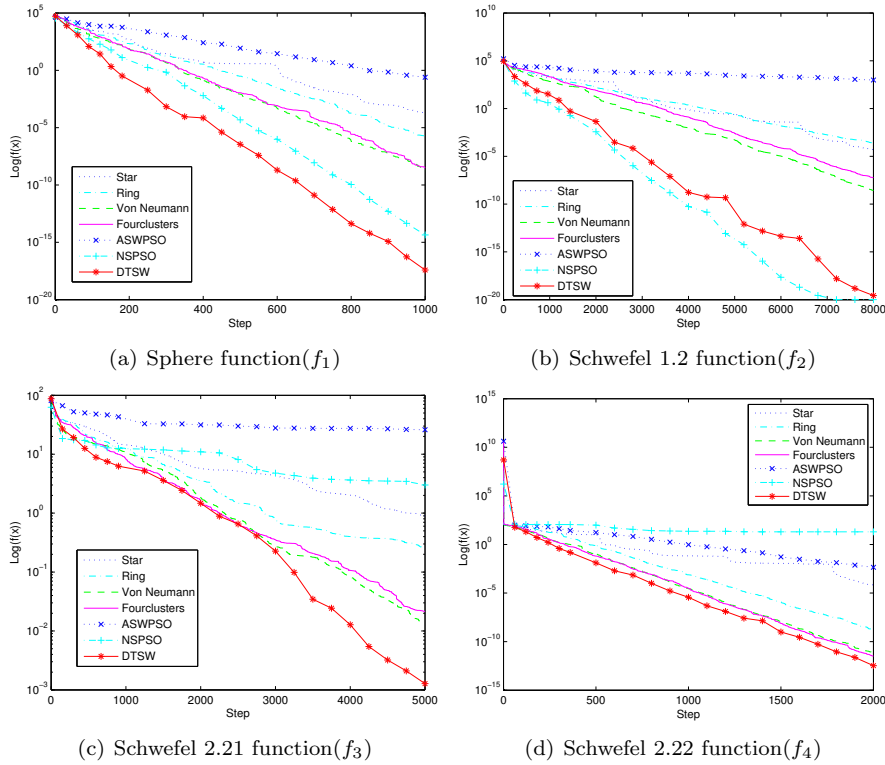 10^5
10^0
10^-5
10^-10
10^-15
10^-20
Log(f(x))
0 200 400 600 800 1000
Step
Star
Ring
Von Neumann
Fourclusters
ASWPSO
NSPSO
DTSW
(a) Sphere function(f_1)
10^10
10^5
10^0
10^-5
10^-10
10^-15
10^-20
Log(f(x))
0 1000 2000 3000 4000 5000 6000 7000 8000
Step
Star
Ring
Von Neumann
Fourclusters
ASWPSO
NSPSO
DTSW
(b) Schwefel 1.2 function(f_2)
10^2
10^1
10^0
10^-1
10^-2
10^-3
Log(f(x))
0 1000 2000 3000 4000 5000
Step
Star
Ring
Von Neumann
Fourclusters
ASWPSO
NSPSO
DTSW
(c) Schwefel 2.21 function(f_3)
10^15
10^10
10^5
10^0
10^-5
10^-10
10^-15
Log(f(x))
0 500 1000 1500 2000
Step
Star
Ring
Von Neumann
Fourclusters
ASWPSO
NSPSO
DTSW
(d) Schwefel 2.22 function(f_4)